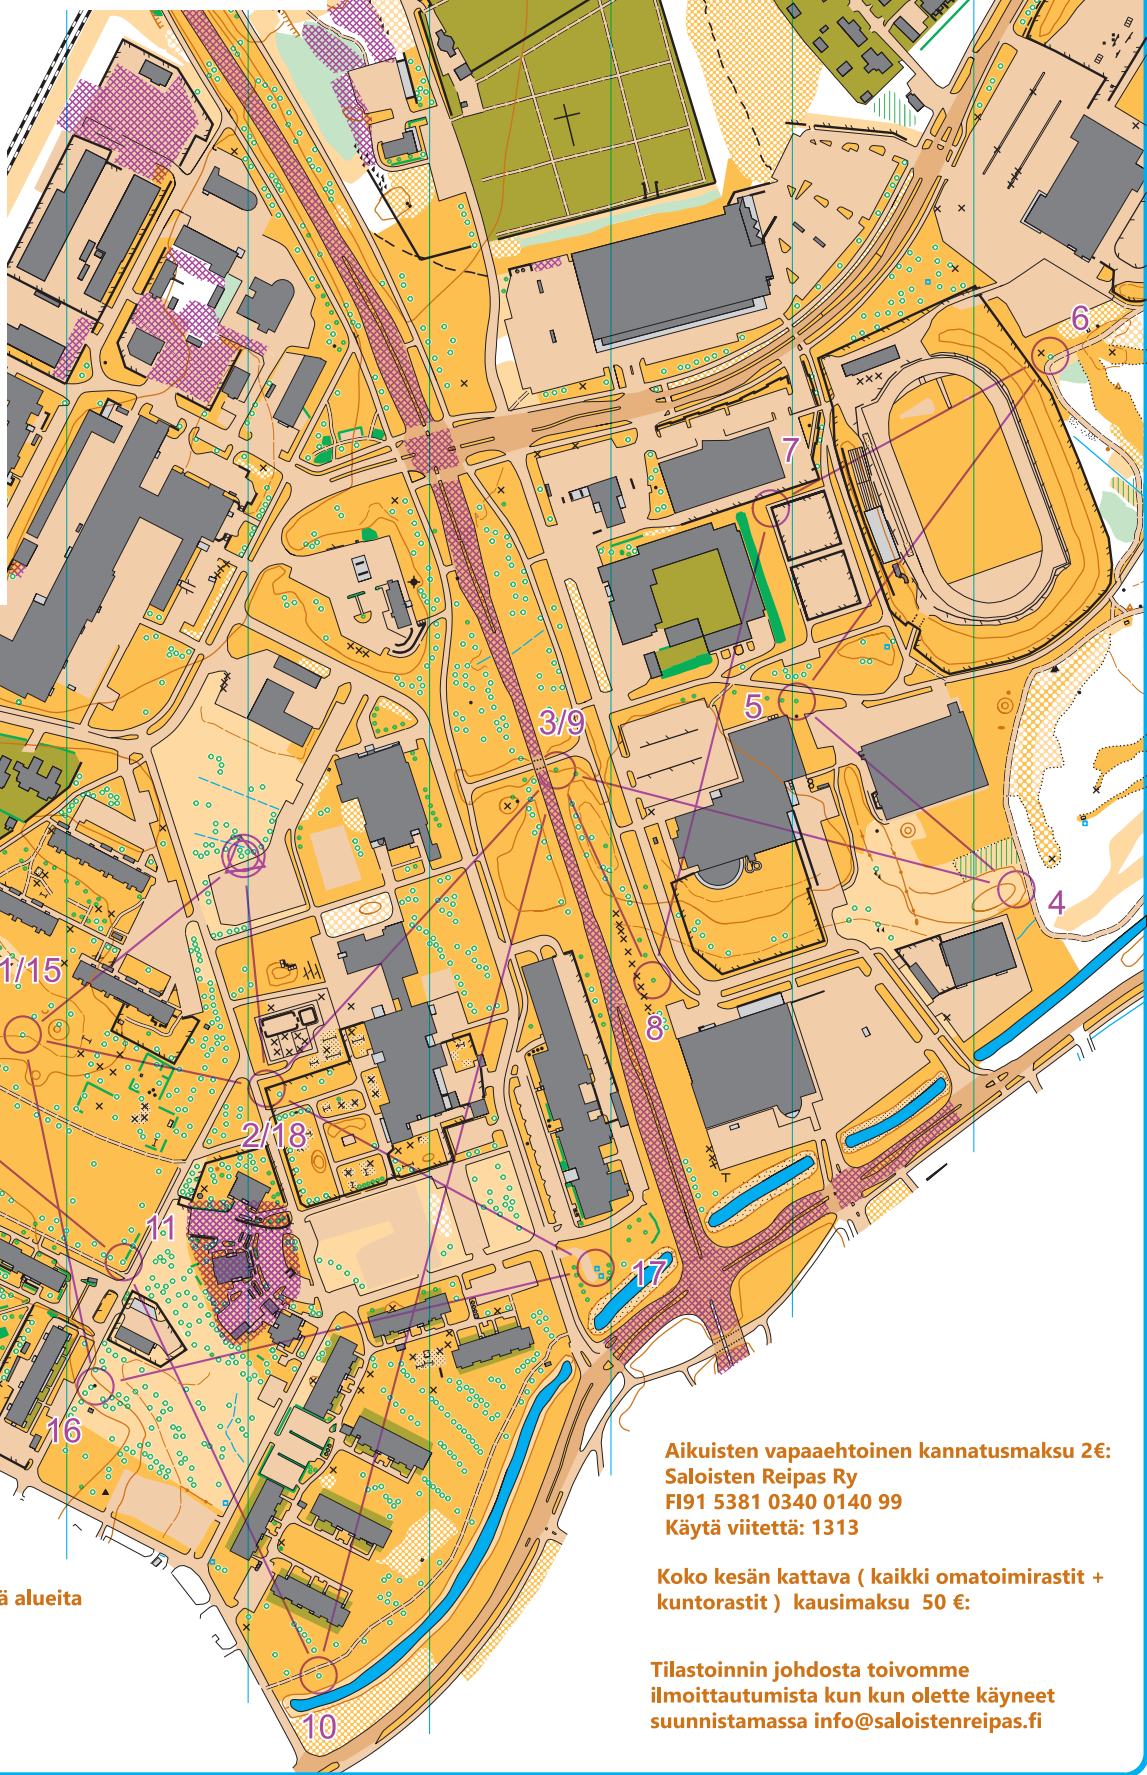 6
7
3/9
5
4
1/15
8
2/18
11
17
16
10
Aikuisten vapaaehtoinen kannatusmaksu 2€:
Saloisten Reipas Ry
FI91 5381 0340 0140 99
Käytä viitettä: 1313
Koko kesän kattava ( kaikki omatoimirastit +
kuntorastit ) kausimaksu 50 €:
ä alueita
Tilastoinnin johdosta toivomme
ilmoittautumista kun kun olette käyneet
suunnistamassa info@saloistenreipas.fi